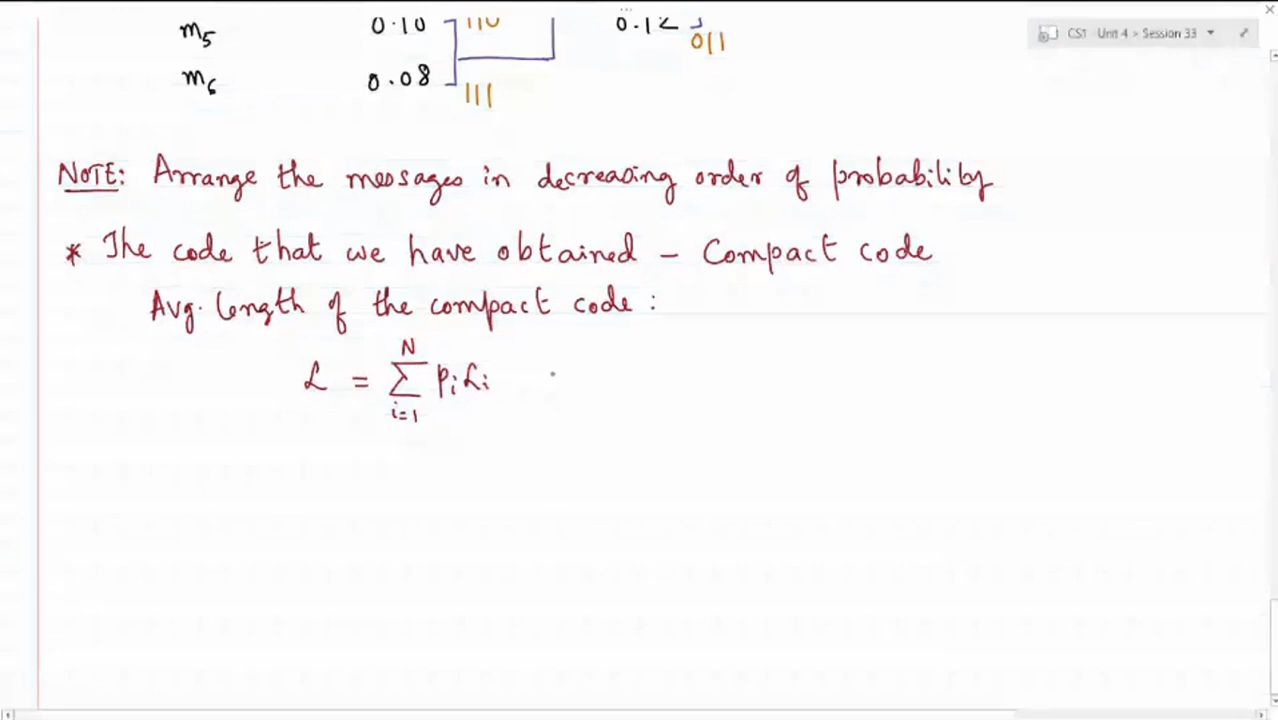 CS1 Unit 4 > Session 33
m5 0.10 110 0.12 011
m6 0.08 111
NOTE: Arrange the messages in decreasing order of probability
* The code that we have obtained – Compact code
Avg. length of the compact code :
L = ∑ᵢ₌₁ᴺ Pi Li